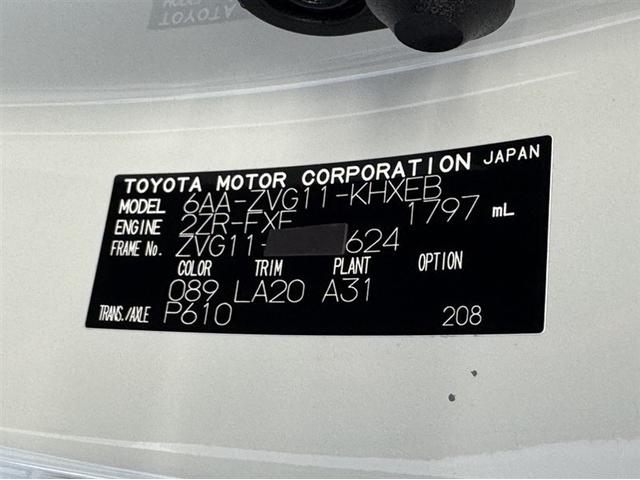 TOYOTA MOTOR CORPORATION JAPAN
MODEL 6AA-ZVG11-KHXEB
ENGINE 2ZR-FXE 1797 mL
FRAME No. ZVG11- 624
COLOR TRIM PLANT OPTION
089 LA20 A31
TRANS./AXLE P610 208